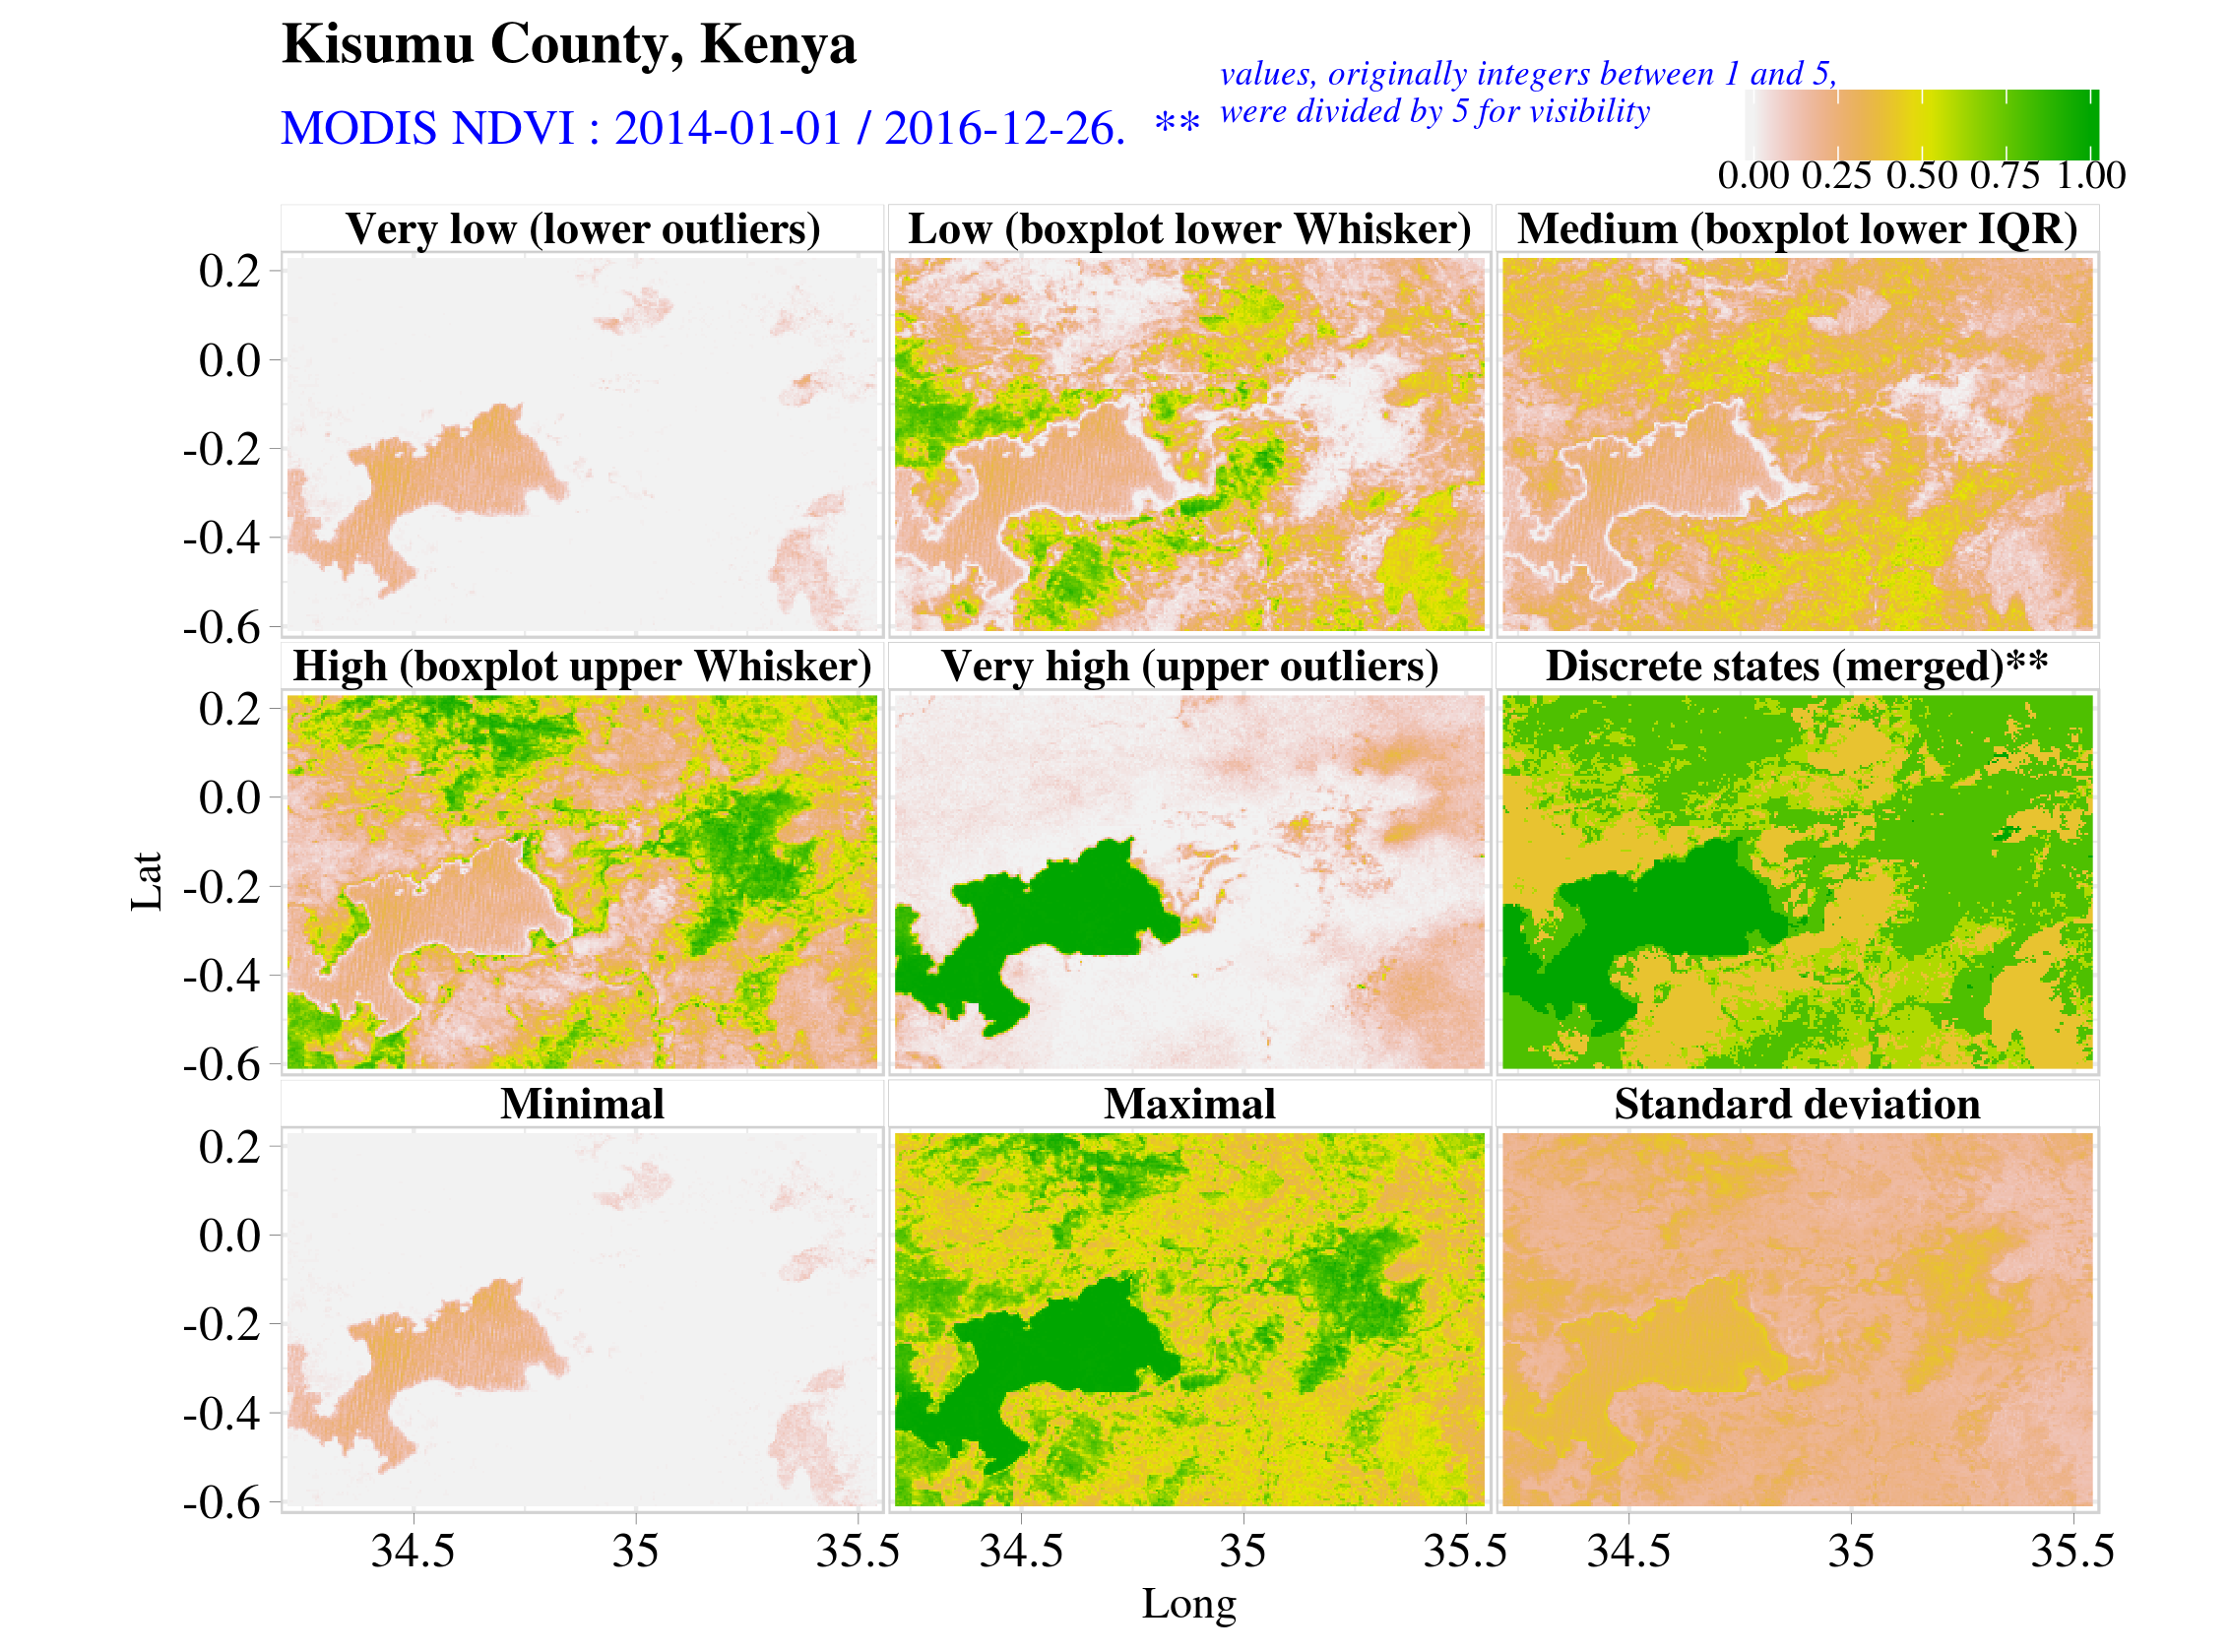 Kisumu County, Kenya
MODIS NDVI : 2014-01-01 / 2016-12-26. **
values, originally integers between 1 and 5,
were divided by 5 for visibility
0.00 0.25 0.50 0.75 1.00
Very low (lower outliers)
Low (boxplot lower Whisker)
Medium (boxplot lower IQR)
0.2
0.0
-0.2
-0.4
-0.6
High (boxplot upper Whisker)
Very high (upper outliers)
Discrete states (merged)**
0.2
0.0
-0.2
-0.4
-0.6
Lat
Minimal
Maximal
Standard deviation
0.2
0.0
-0.2
-0.4
-0.6
34.5 35 35.5
34.5 35 35.5
34.5 35 35.5
Long